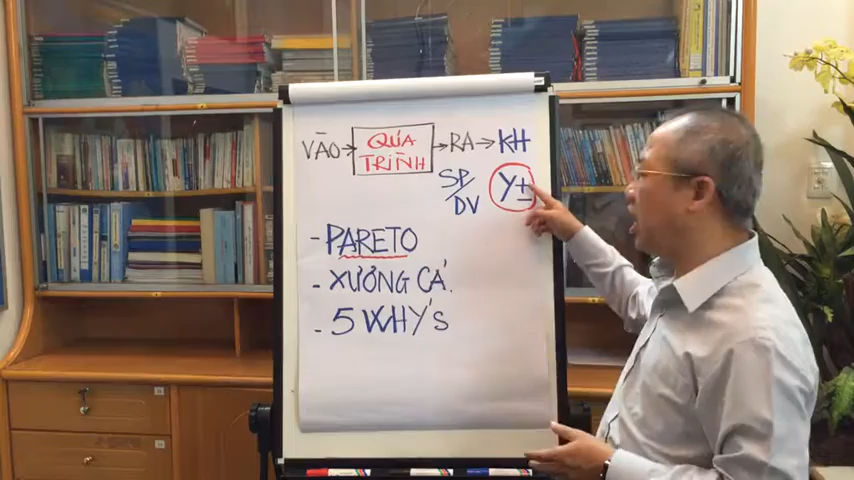 VÀO → QUÁ TRÌNH → RA → KH
SP/DV Y±
- PARETO
- XƯƠNG CÁ.
- 5 WHY'S